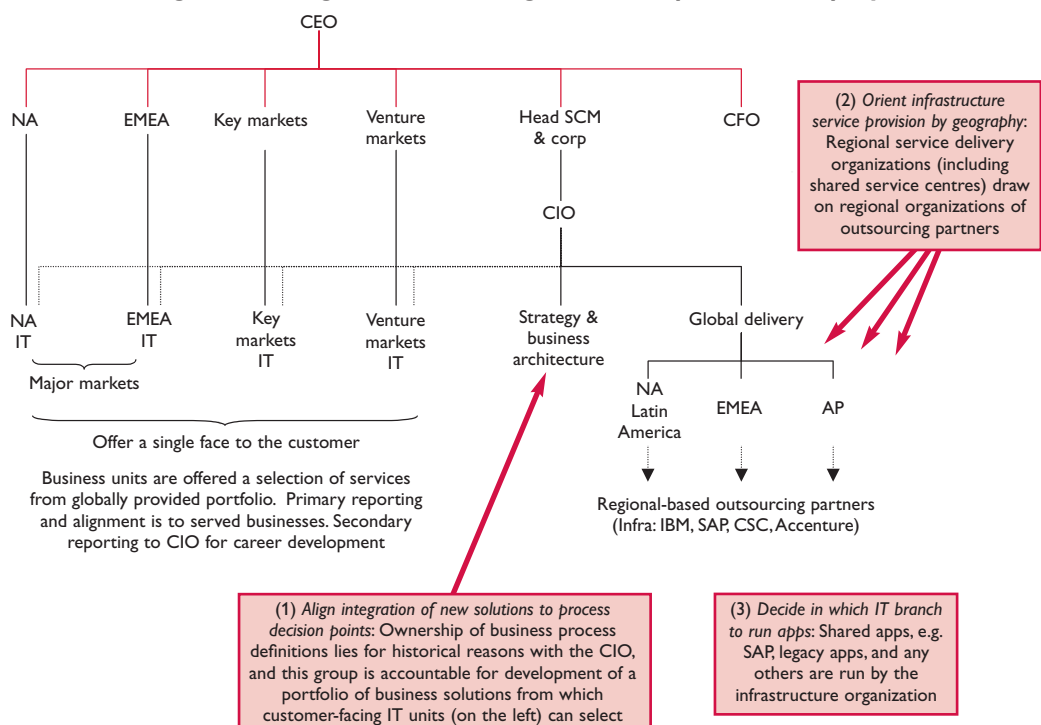 CEO
NA
EMEA
Key markets
Venture
markets
Head SCM
& corp
CFO
CIO
(2) Orient infrastructure
service provision by geography:
Regional service delivery
organizations (including
shared service centres) draw
on regional organizations of
outsourcing partners
NA
IT
EMEA
IT
Key
markets
IT
Venture
markets
IT
Strategy &
business
architecture
Global delivery
Major markets
NA
Latin
America
EMEA
AP
Offer a single face to the customer
Business units are offered a selection of services
from globally provided portfolio. Primary reporting
and alignment is to served businesses. Secondary
reporting to CIO for career development
Regional-based outsourcing partners
(Infra: IBM, SAP, CSC, Accenture)
(1) Align integration of new solutions to process
decision points: Ownership of business process
definitions lies for historical reasons with the CIO,
and this group is accountable for development of a
portfolio of business solutions from which
customer-facing IT units (on the left) can select
(3) Decide in which IT branch
to run apps: Shared apps, e.g.
SAP, legacy apps, and any
others are run by the
infrastructure organization